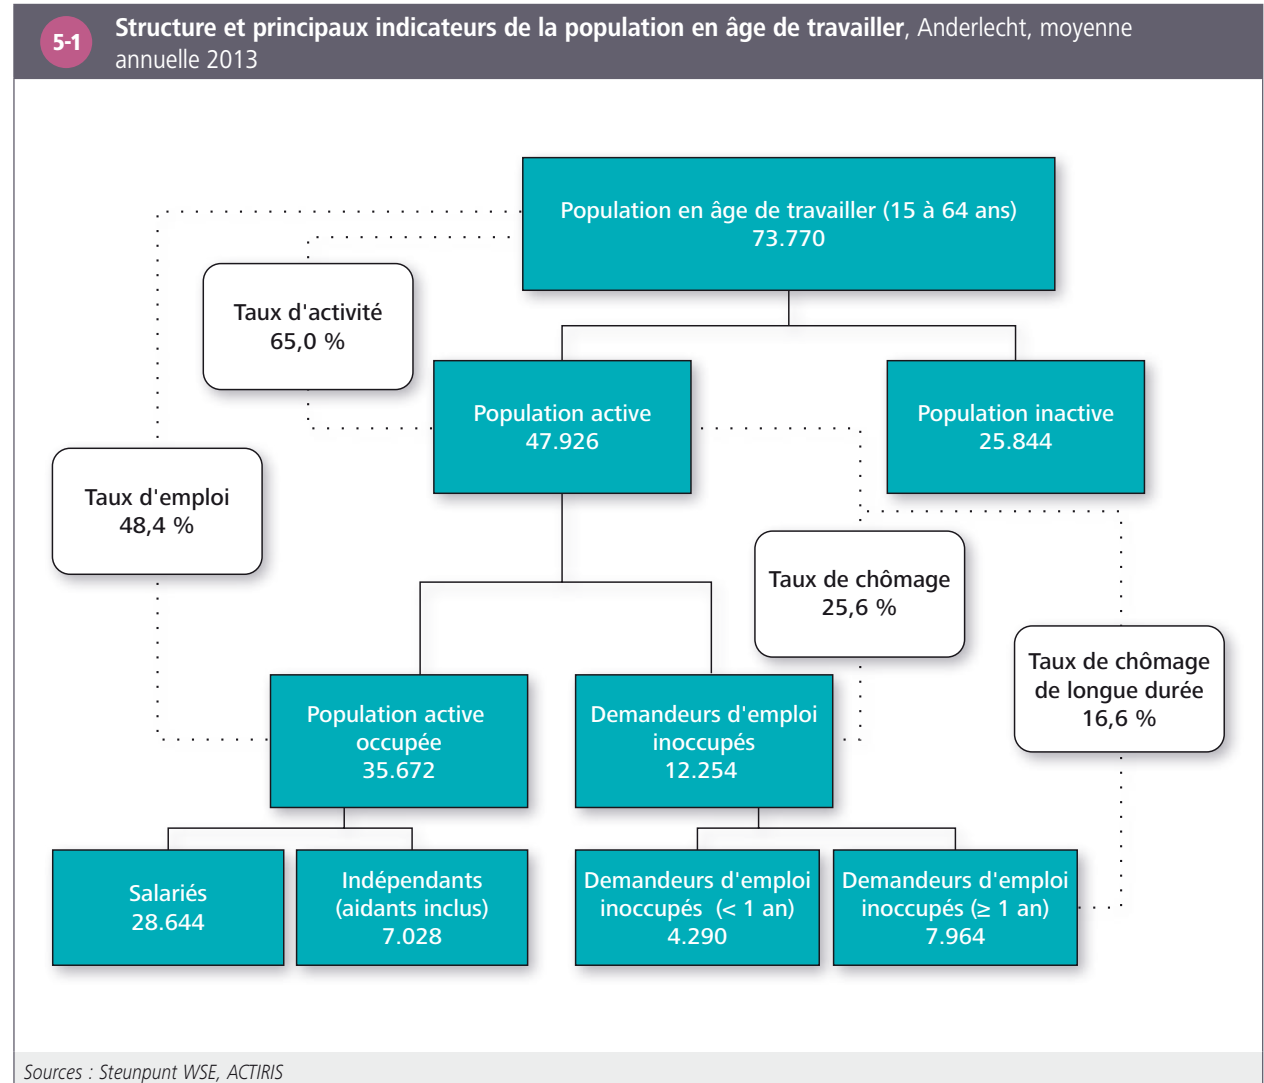 5-1
Structure et principaux indicateurs de la population en âge de travailler, Anderlecht, moyenne
annuelle 2013
Population en âge de travailler (15 à 64 ans)
73.770
Taux d'activité
65,0 %
Population active
47.926
Population inactive
25.844
Taux d'emploi
48,4 %
Taux de chômage
25,6 %
Taux de chômage
de longue durée
16,6 %
Population active
occupée
35.672
Demandeurs d'emploi
inoccupés
12.254
Salariés
28.644
Indépendants
(aidants inclus)
7.028
Demandeurs d'emploi
inoccupés (< 1 an)
4.290
Demandeurs d'emploi
inoccupés (≥ 1 an)
7.964
Sources : Steunpunt WSE, ACTIRIS